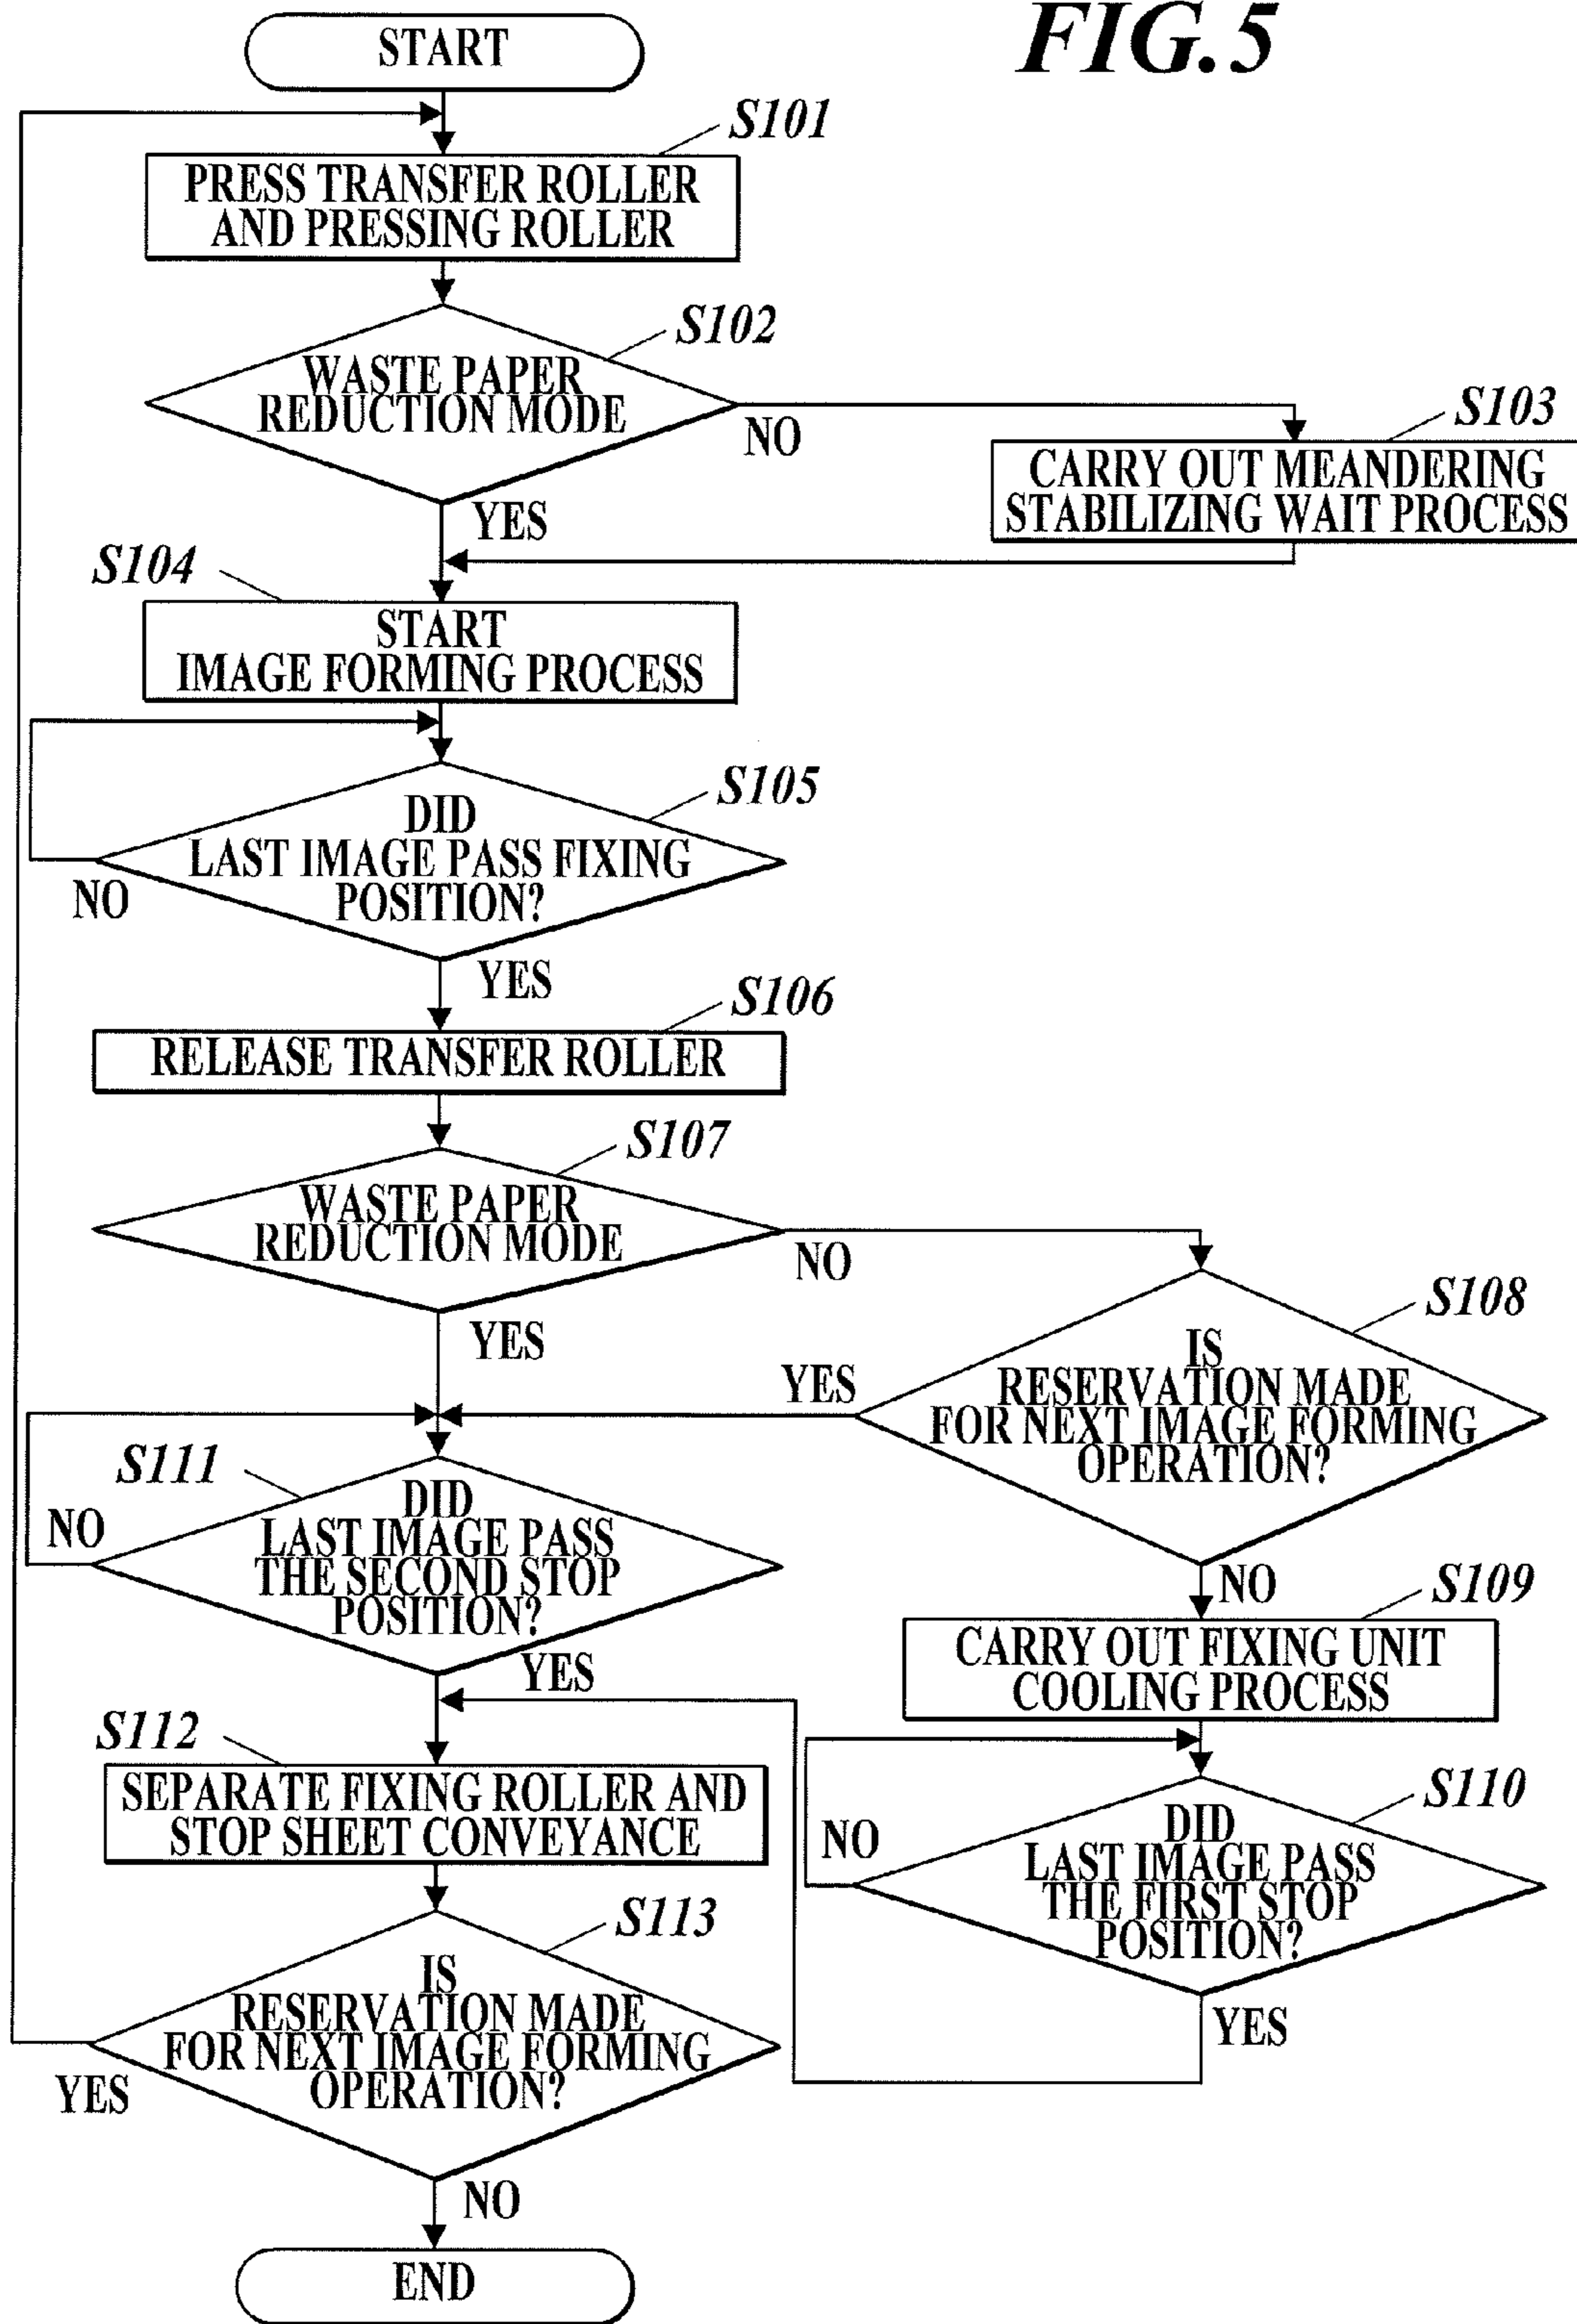 FIG.5
START
S101
PRESS TRANSFER ROLLER
AND PRESSING ROLLER
S102
WASTE PAPER
REDUCTION MODE
NO
YES
S103
CARRY OUT MEANDERING
STABILIZING WAIT PROCESS
S104
START
IMAGE FORMING PROCESS
S105
DID
LAST IMAGE PASS FIXING
POSITION?
NO
YES
S106
RELEASE TRANSFER ROLLER
S107
WASTE PAPER
REDUCTION MODE
NO
YES
S108
IS
RESERVATION MADE
FOR NEXT IMAGE FORMING
OPERATION?
YES
NO
S109
CARRY OUT FIXING UNIT
COOLING PROCESS
S110
DID
LAST IMAGE PASS
THE FIRST STOP
POSITION?
NO
YES
S111
DID
LAST IMAGE PASS
THE SECOND STOP
POSITION?
NO
YES
S112
SEPARATE FIXING ROLLER AND
STOP SHEET CONVEYANCE
S113
IS
RESERVATION MADE
FOR NEXT IMAGE FORMING
OPERATION?
YES
NO
END